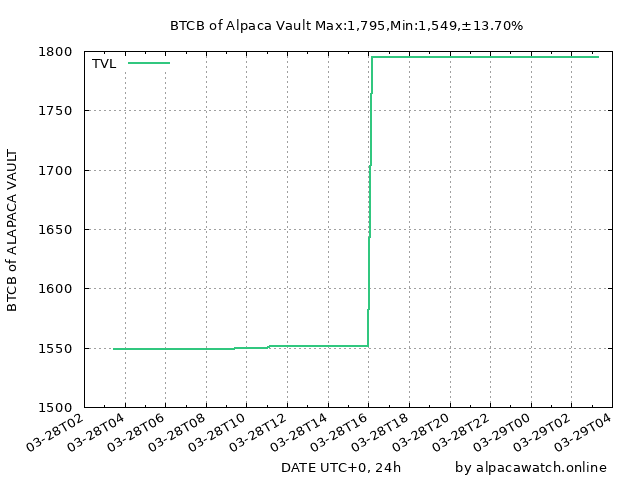 BTCB of Alpaca Vault Max:1,795,Min:1,549,±13.70%
TVL
1800
1750
1700
1650
1600
1550
1500
BTCB of ALAPACA VAULT
03-28T02
03-28T04
03-28T06
03-28T08
03-28T10
03-28T12
03-28T14
03-28T16
03-28T18
03-28T20
03-28T22
03-29T00
03-29T02
03-29T04
DATE UTC+0, 24h
by alpacawatch.online